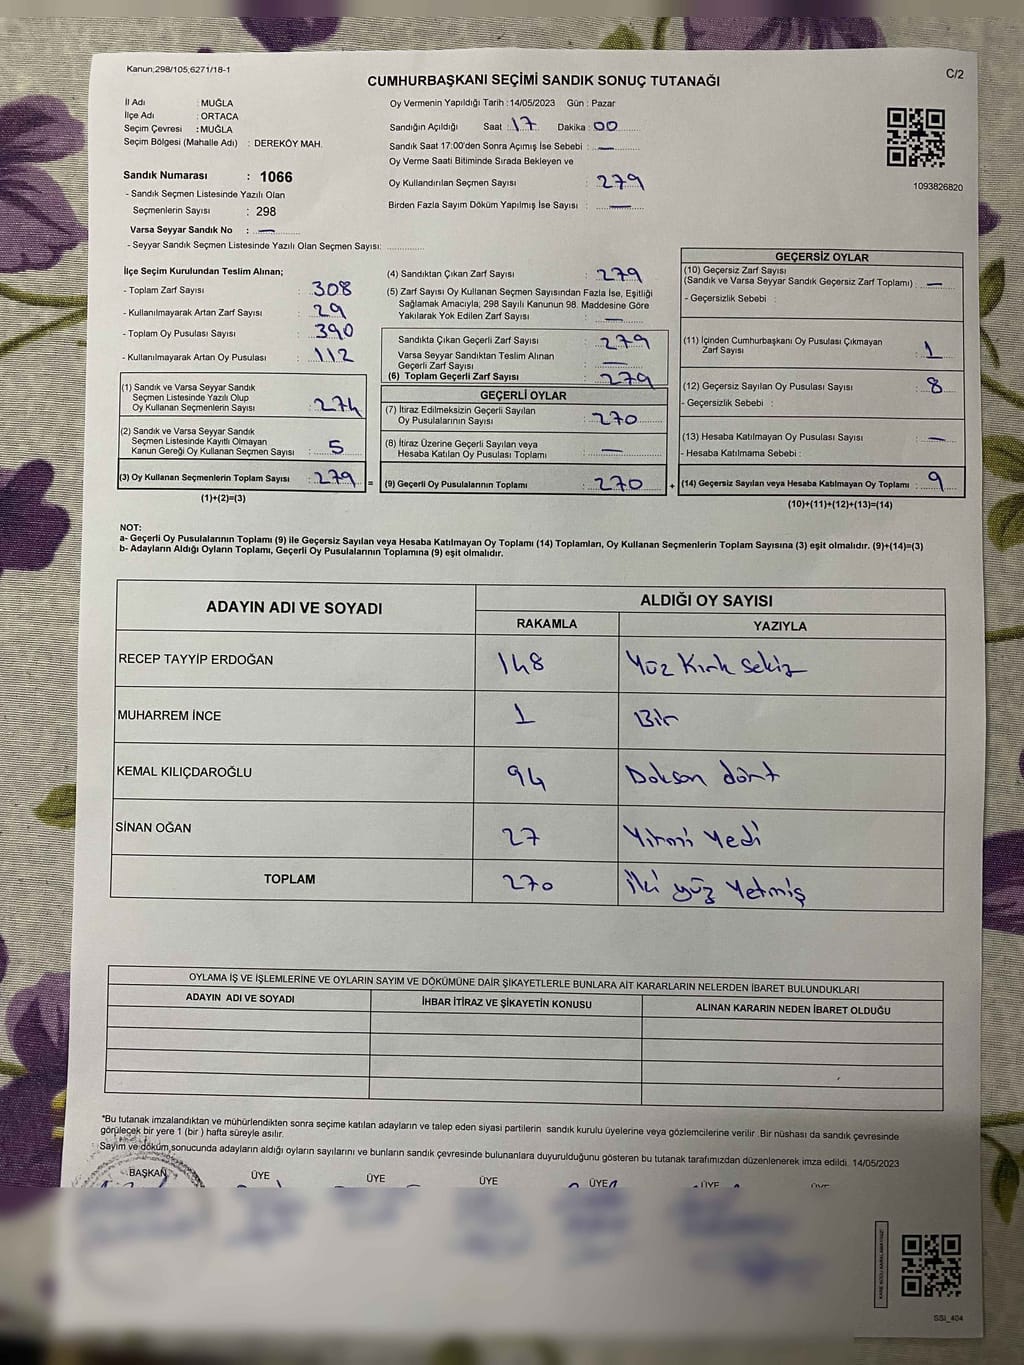 Kanun;298/105;6271/18-1
C/2
CUMHURBAŞKANI SEÇİMİ SANDIK SONUÇ TUTANAĞI
İl Adı : MUĞLA
İlçe Adı : ORTACA
Seçim Çevresi : MUĞLA
Seçim Bölgesi (Mahalle Adı) : DEREKÖY MAH.
Sandık Numarası : 1066
- Sandık Seçmen Listesinde Yazılı Olan
Seçmenlerin Sayısı : 298
Varsa Seyyar Sandık No : —
- Seyyar Sandık Seçmen Listesinde Yazılı Olan Seçmen Sayısı:
Oy Vermenin Yapıldığı Tarih : 14/05/2023 Gün : Pazar
Sandığın Açıldığı Saat : 17 Dakika : 00
Sandık Saat 17:00'den Sonra Açımış İse Sebebi : —
Oy Verme Saati Bitiminde Sırada Bekleyen ve
Oy Kullandırılan Seçmen Sayısı : 279
Birden Fazla Sayım Döküm Yapılmış İse Sayısı : —
1093826820
İlçe Seçim Kurulundan Teslim Alınan;
- Toplam Zarf Sayısı : 308
- Kullanılmayarak Artan Zarf Sayısı : 29
- Toplam Oy Pusulası Sayısı : 390
- Kullanılmayarak Artan Oy Pusulası : 112
(1) Sandık ve Varsa Seyyar Sandık
Seçmen Listesinde Yazılı Olup
Oy Kullanan Seçmenlerin Sayısı : 274
(2) Sandık ve Varsa Seyyar Sandık
Seçmen Listesinde Kayıtlı Olmayan
Kanun Gereği Oy Kullanan Seçmen Sayısı : 5
(3) Oy Kullanan Seçmenlerin Toplam Sayısı : 279 =
(1)+(2)=(3)
(4) Sandıktan Çıkan Zarf Sayısı : 279
(5) Zarf Sayısı Oy Kullanan Seçmen Sayısından Fazla İse, Eşitliği
Sağlamak Amacıyla, 298 Sayılı Kanunun 98. Maddesine Göre
Yakılarak Yok Edilen Zarf Sayısı : —
Sandıkta Çıkan Geçerli Zarf Sayısı : 279
Varsa Seyyar Sandıktan Teslim Alınan
Geçerli Zarf Sayısı : —
(6) Toplam Geçerli Zarf Sayısı : 279
GEÇERLİ OYLAR
(7) İtiraz Edilmeksizin Geçerli Sayılan
Oy Pusulalarının Sayısı : 270
(8) İtiraz Üzerine Geçerli Sayılan veya
Hesaba Katılan Oy Pusulası Toplamı : —
(9) Geçerli Oy Pusulalarının Toplamı : 270 +
GEÇERSİZ OYLAR
(10) Geçersiz Zarf Sayısı
(Sandık ve Varsa Seyyar Sandık Geçersiz Zarf Toplamı) : —
- Geçersizlik Sebebi :
(11) İçinden Cumhurbaşkanı Oy Pusulası Çıkmayan
Zarf Sayısı : 1
(12) Geçersiz Sayılan Oy Pusulası Sayısı : 8
- Geçersizlik Sebebi :
(13) Hesaba Katılmayan Oy Pusulası Sayısı : —
- Hesaba Katılmama Sebebi :
(14) Geçersiz Sayılan veya Hesaba Katılmayan Oy Toplamı : 9
(10)+(11)+(12)+(13)=(14)
NOT:
a- Geçerli Oy Pusulalarının Toplamı (9) ile Geçersiz Sayılan veya Hesaba Katılmayan Oy Toplamı (14) Toplamları, Oy Kullanan Seçmenlerin Toplam Sayısına (3) eşit olmalıdır. (9)+(14)=(3)
b- Adayların Aldığı Oyların Toplamı, Geçerli Oy Pusulalarının Toplamına (9) eşit olmalıdır.
ADAYIN ADI VE SOYADI ALDIĞI OY SAYISI
RAKAMLA YAZIYLA
RECEP TAYYİP ERDOĞAN 148 Yüz Kırk Sekiz
MUHARREM İNCE 1 Bir
KEMAL KILIÇDAROĞLU 94 Doksan dört
SİNAN OĞAN 27 Yirmi Yedi
TOPLAM 270 İki yüz Yetmiş
OYLAMA İŞ VE İŞLEMLERİNE VE OYLARIN SAYIM VE DÖKÜMÜNE DAİR ŞİKAYETLERLE BUNLARA AİT KARARLARIN NELERDEN İBARET BULUNDUKLARI
ADAYIN ADI VE SOYADI İHBAR İTİRAZ VE ŞİKAYETİN KONUSU ALINAN KARARIN NEDEN İBARET OLDUĞU
*Bu tutanak imzalandıktan ve mühürlendikten sonra seçime katılan adayların ve talep eden siyasi partilerin sandık kurulu üyelerine veya gözlemcilerine verilir .Bir nüshası da sandık çevresinde
görülecek bir yere 1 (bir ) hafta süreyle asılır.
Sayım ve döküm sonucunda adayların aldığı oyların sayılarını ve bunların sandık çevresinde bulunanlara duyurulduğunu gösteren bu tutanak tarafımızdan düzenlenerek imza edildi. 14/05/2023
BAŞKAN ÜYE ÜYE ÜYE ÜYE ÜYE ÜYE
SSI_404